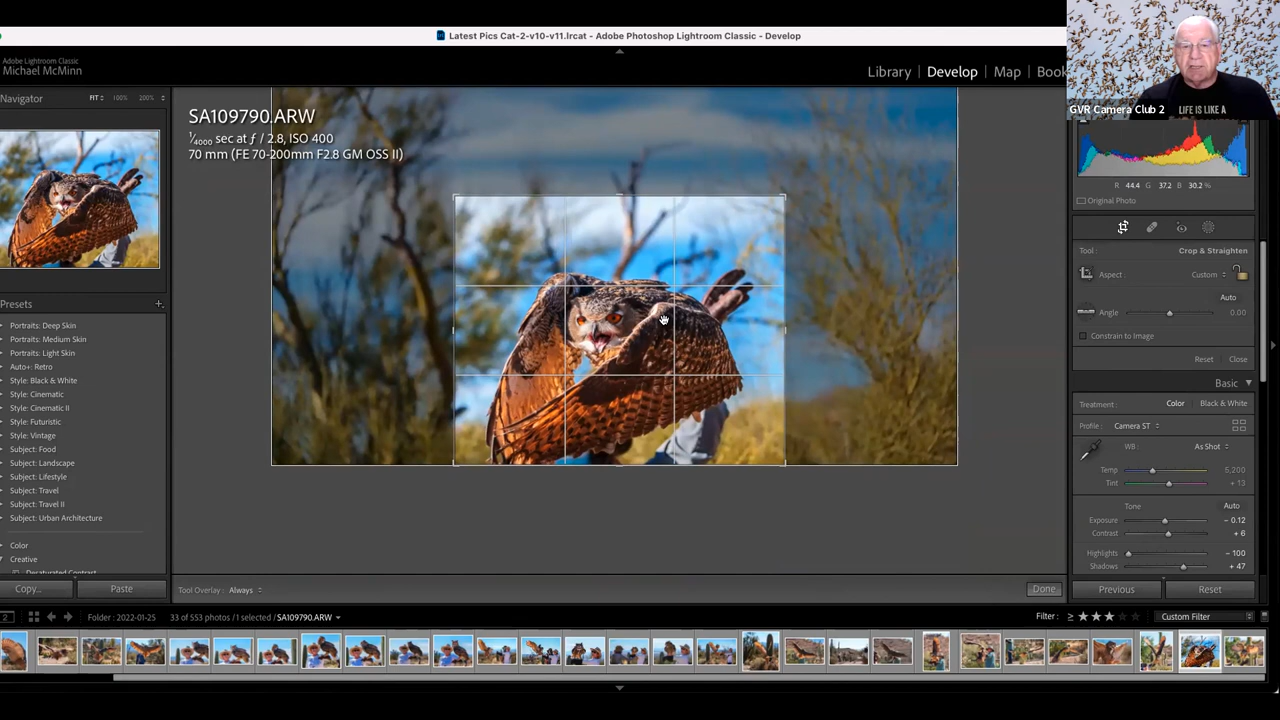 Latest Pics Cat-2-v10-v11.lrcat - Adobe Photoshop Lightroom Classic - Develop
Adobe Lightroom Classic
Michael McMinn
Library | Develop | Map | Book
GVR Camera Club 2
LIFE IS LIKE A
Navigator
FIT 100% 200%
SA109790.ARW
1/4000 sec at f / 2.8, ISO 400
70 mm (FE 70-200mm F2.8 GM OSS II)
R 44.4 G 37.2 B 30.2 %
Original Photo
Tool : Crop & Straighten
Aspect : Custom
Auto
Angle 0.00
Constrain to Image
Reset Close
Basic
Treatment : Color Black & White
Profile : Camera ST
WB : As Shot
Temp 5,200
Tint + 13
Tone Auto
Exposure - 0.12
Contrast + 6
Highlights - 100
Shadows + 47
Previous Reset
Presets +
Portraits: Deep Skin
Portraits: Medium Skin
Portraits: Light Skin
Auto+: Retro
Style: Black & White
Style: Cinematic
Style: Cinematic II
Style: Futuristic
Style: Vintage
Subject: Food
Subject: Landscape
Subject: Lifestyle
Subject: Travel
Subject: Travel II
Subject: Urban Architecture
Color
Creative
Desaturated Contrast
Copy... Paste
Tool Overlay : Always
Done
2
Folder : 2022-01-25
33 of 553 photos / 1 selected / SA109790.ARW
Filter : ≥ ★ ★ ★ ★ ★
Custom Filter